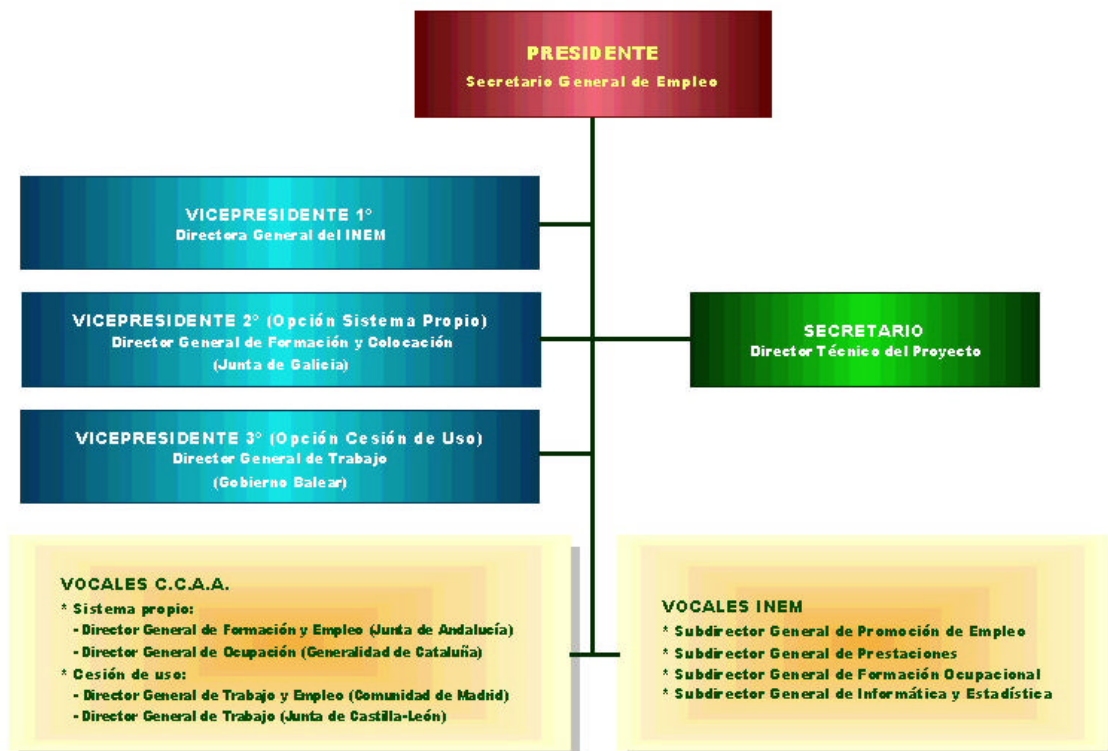 PRESIDENTE
Secretario General de Empleo
VICEPRESIDENTE 1º
Directora General del INEM
VICEPRESIDENTE 2º (Opción Sistema Propio)
Director General de Formación y Colocación
(Junta de Galicia)
SECRETARIO
Director Técnico del Proyecto
VICEPRESIDENTE 3º (Opción Cesión de Uso)
Director General de Trabajo
(Gobierno Balear)
VOCALES C.C.A.A.
* Sistema propio:
- Director General de Formación y Empleo (Junta de Andalucía)
- Director General de Ocupación (Generalidad de Cataluña)
* Cesión de uso:
- Director General de Trabajo y Empleo (Comunidad de Madrid)
- Director General de Trabajo (Junta de Castilla-León)
VOCALES INEM
* Subdirector General de Promoción de Empleo
* Subdirector General de Prestaciones
* Subdirector General de Formación Ocupacional
* Subdirector General de Informática y Estadística